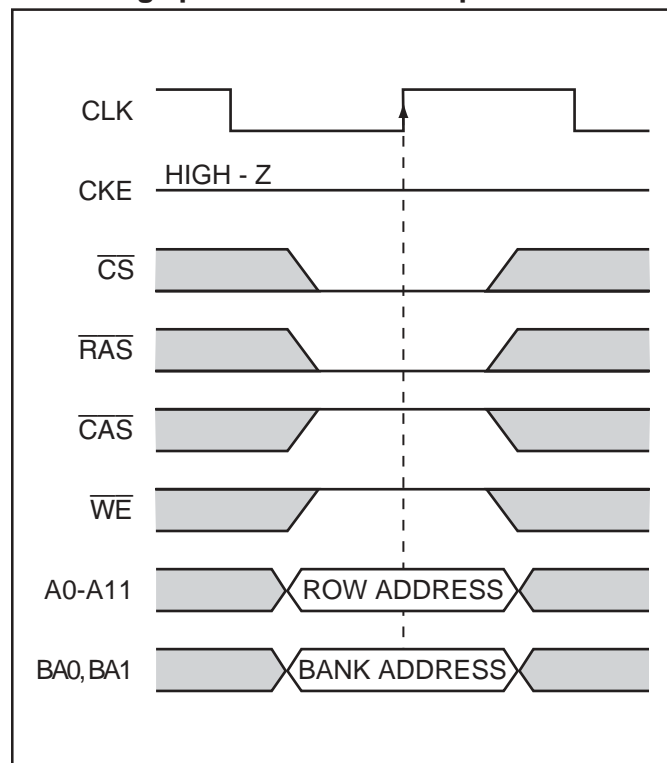 CLK
HIGH - Z
CKE
CS
RAS
CAS
WE
A0-A11 ROW ADDRESS
BA0, BA1 BANK ADDRESS